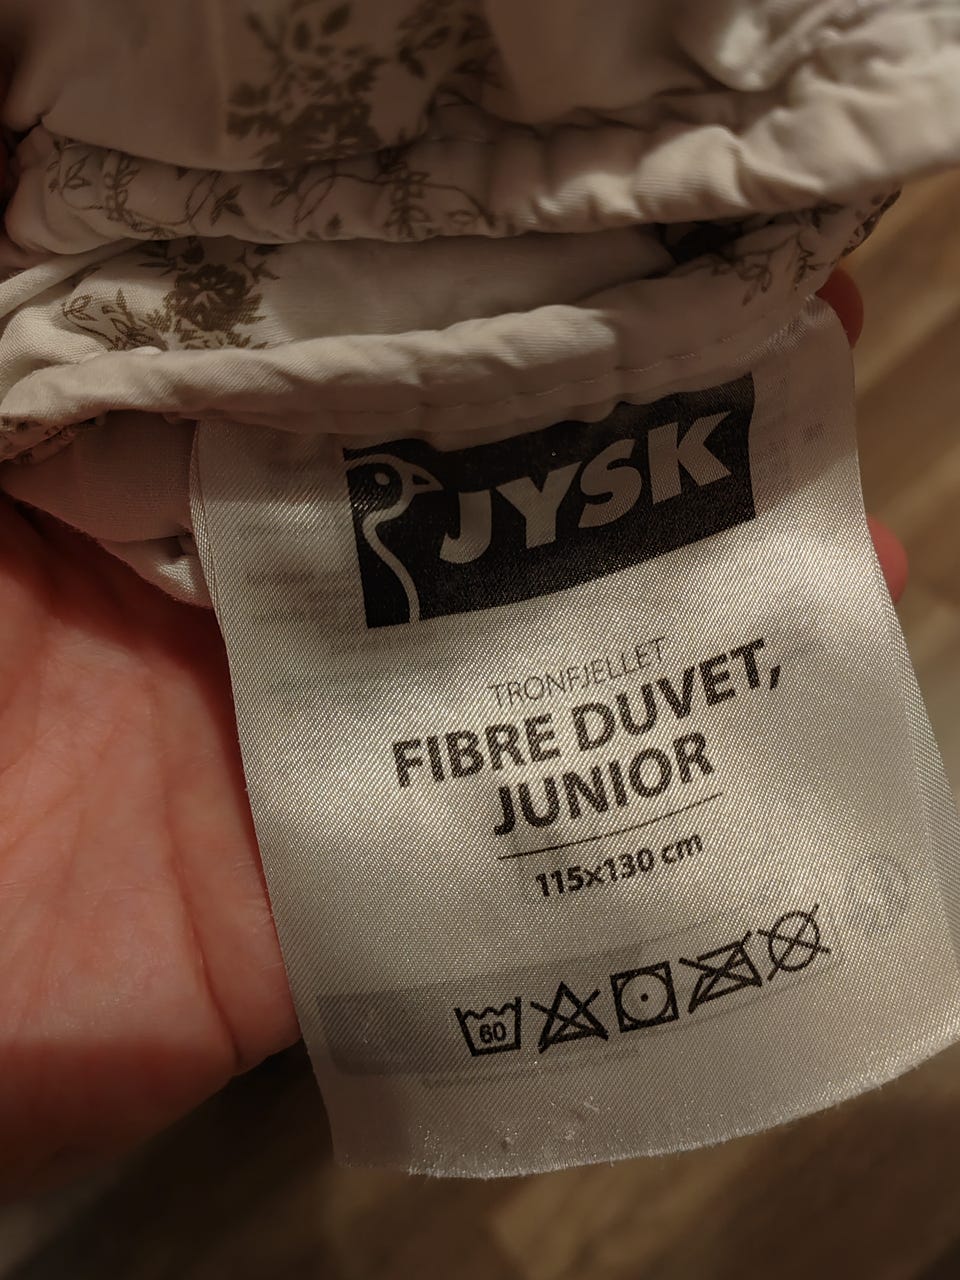 JYSK
TRONFJELLET
FIBRE DUVET,
JUNIOR
115x130 cm
60